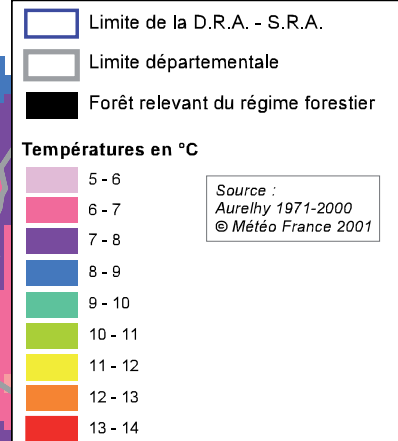 Limite de la D.R.A. - S.R.A.
Limite départementale
Forêt relevant du régime forestier
Températures en °C
5 - 6
6 - 7
7 - 8
8 - 9
9 - 10
10 - 11
11 - 12
12 - 13
13 - 14
Source :
Aurelhy 1971-2000
© Météo France 2001